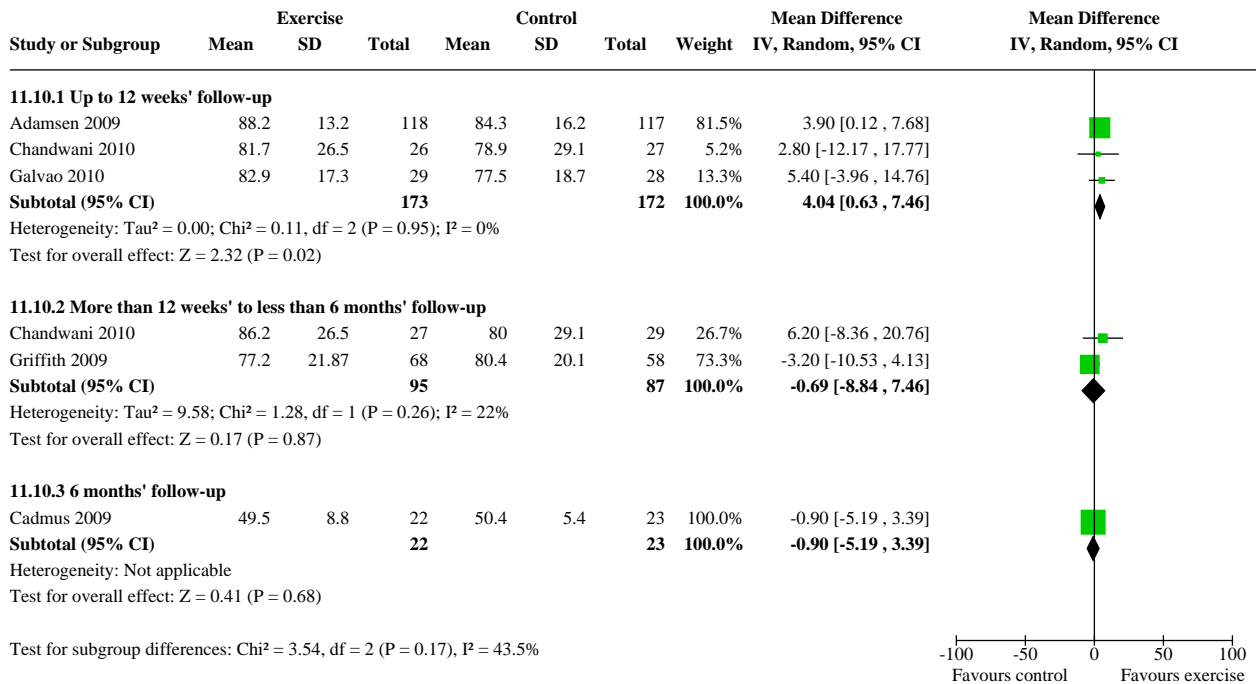 Exercise Control Mean Difference Mean Difference
Study or Subgroup Mean SD Total Mean SD Total Weight IV, Random, 95% CI IV, Random, 95% CI
11.10.1 Up to 12 weeks' follow-up
Adamsen 2009 88.2 13.2 118 84.3 16.2 117 81.5% 3.90 [0.12 , 7.68]
Chandwani 2010 81.7 26.5 26 78.9 29.1 27 5.2% 2.80 [-12.17 , 17.77]
Galvao 2010 82.9 17.3 29 77.5 18.7 28 13.3% 5.40 [-3.96 , 14.76]
Subtotal (95% CI) 173 172 100.0% 4.04 [0.63 , 7.46]
Heterogeneity: Tau² = 0.00; Chi² = 0.11, df = 2 (P = 0.95); I² = 0%
Test for overall effect: Z = 2.32 (P = 0.02)
11.10.2 More than 12 weeks' to less than 6 months' follow-up
Chandwani 2010 86.2 26.5 27 80 29.1 29 26.7% 6.20 [-8.36 , 20.76]
Griffith 2009 77.2 21.87 68 80.4 20.1 58 73.3% -3.20 [-10.53 , 4.13]
Subtotal (95% CI) 95 87 100.0% -0.69 [-8.84 , 7.46]
Heterogeneity: Tau² = 9.58; Chi² = 1.28, df = 1 (P = 0.26); I² = 22%
Test for overall effect: Z = 0.17 (P = 0.87)
11.10.3 6 months' follow-up
Cadmus 2009 49.5 8.8 22 50.4 5.4 23 100.0% -0.90 [-5.19 , 3.39]
Subtotal (95% CI) 22 23 100.0% -0.90 [-5.19 , 3.39]
Heterogeneity: Not applicable
Test for overall effect: Z = 0.41 (P = 0.68)
Test for subgroup differences: Chi² = 3.54, df = 2 (P = 0.17), I² = 43.5%
-100 -50 0 50 100
Favours control Favours exercise